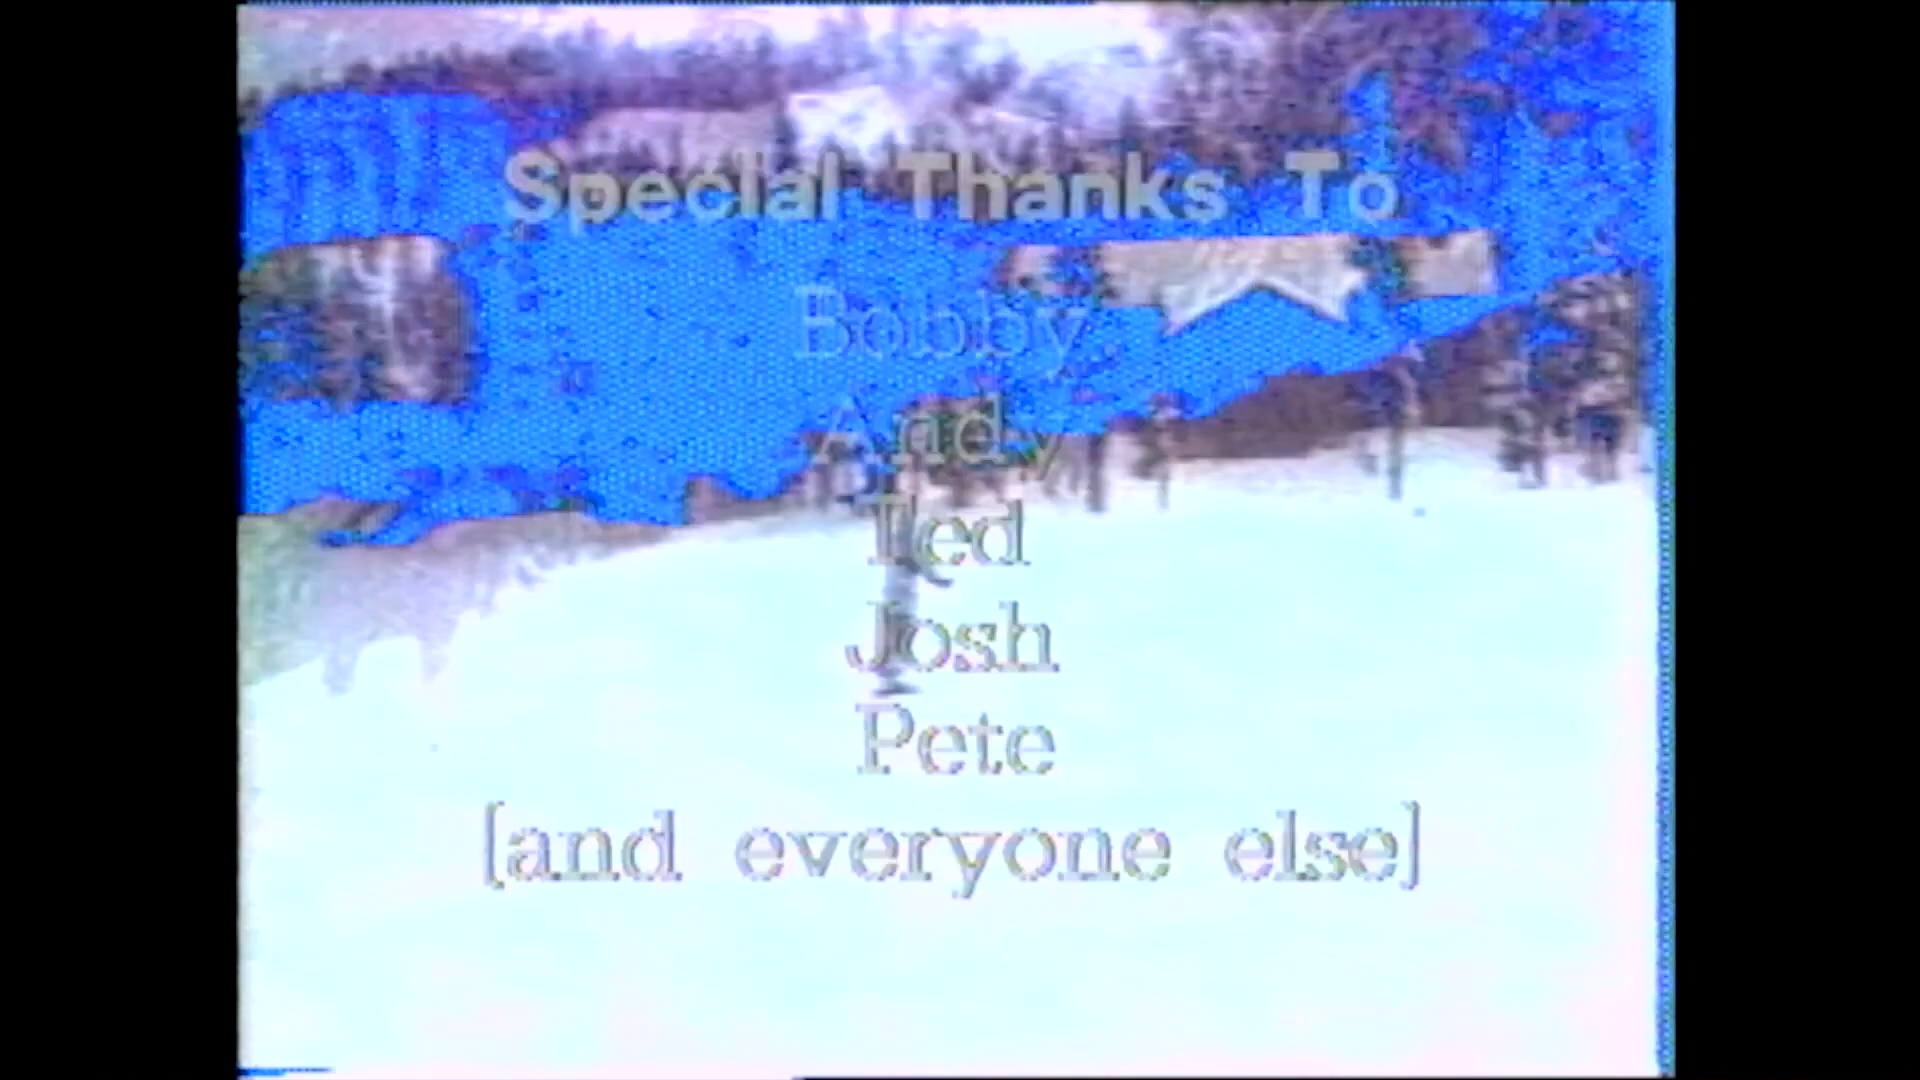 Special Thanks To
Bobby
Andy
Ted
Josh
Pete
(and everyone else)